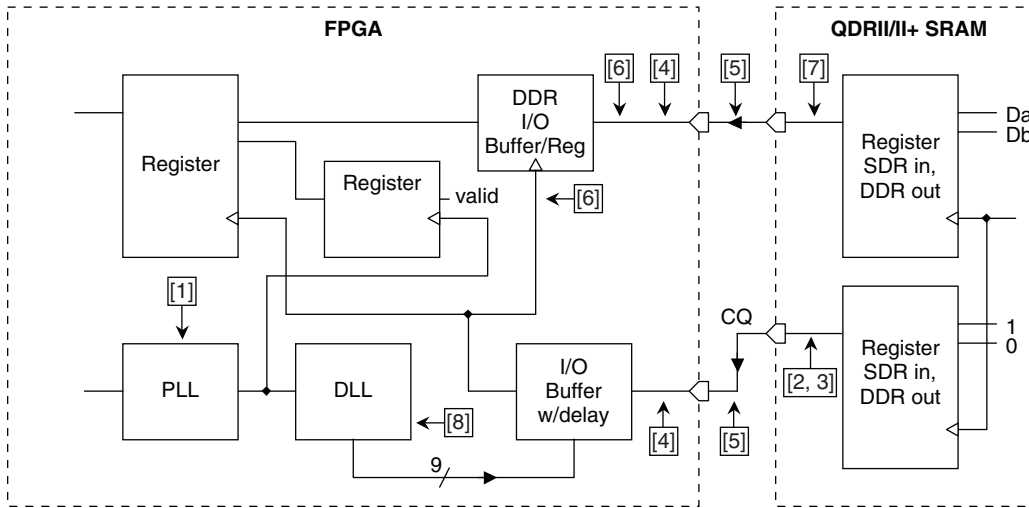 FPGA
QDRII/II+ SRAM
[6]
[4]
[5]
[7]
DDR
I/O
Buffer/Reg
Register
Register
valid
[6]
Register
SDR in,
DDR out
Da
Db
[1]
PLL
DLL
[8]
9
I/O
Buffer
w/delay
[4]
CQ
[5]
[2, 3]
Register
SDR in,
DDR out
1
0